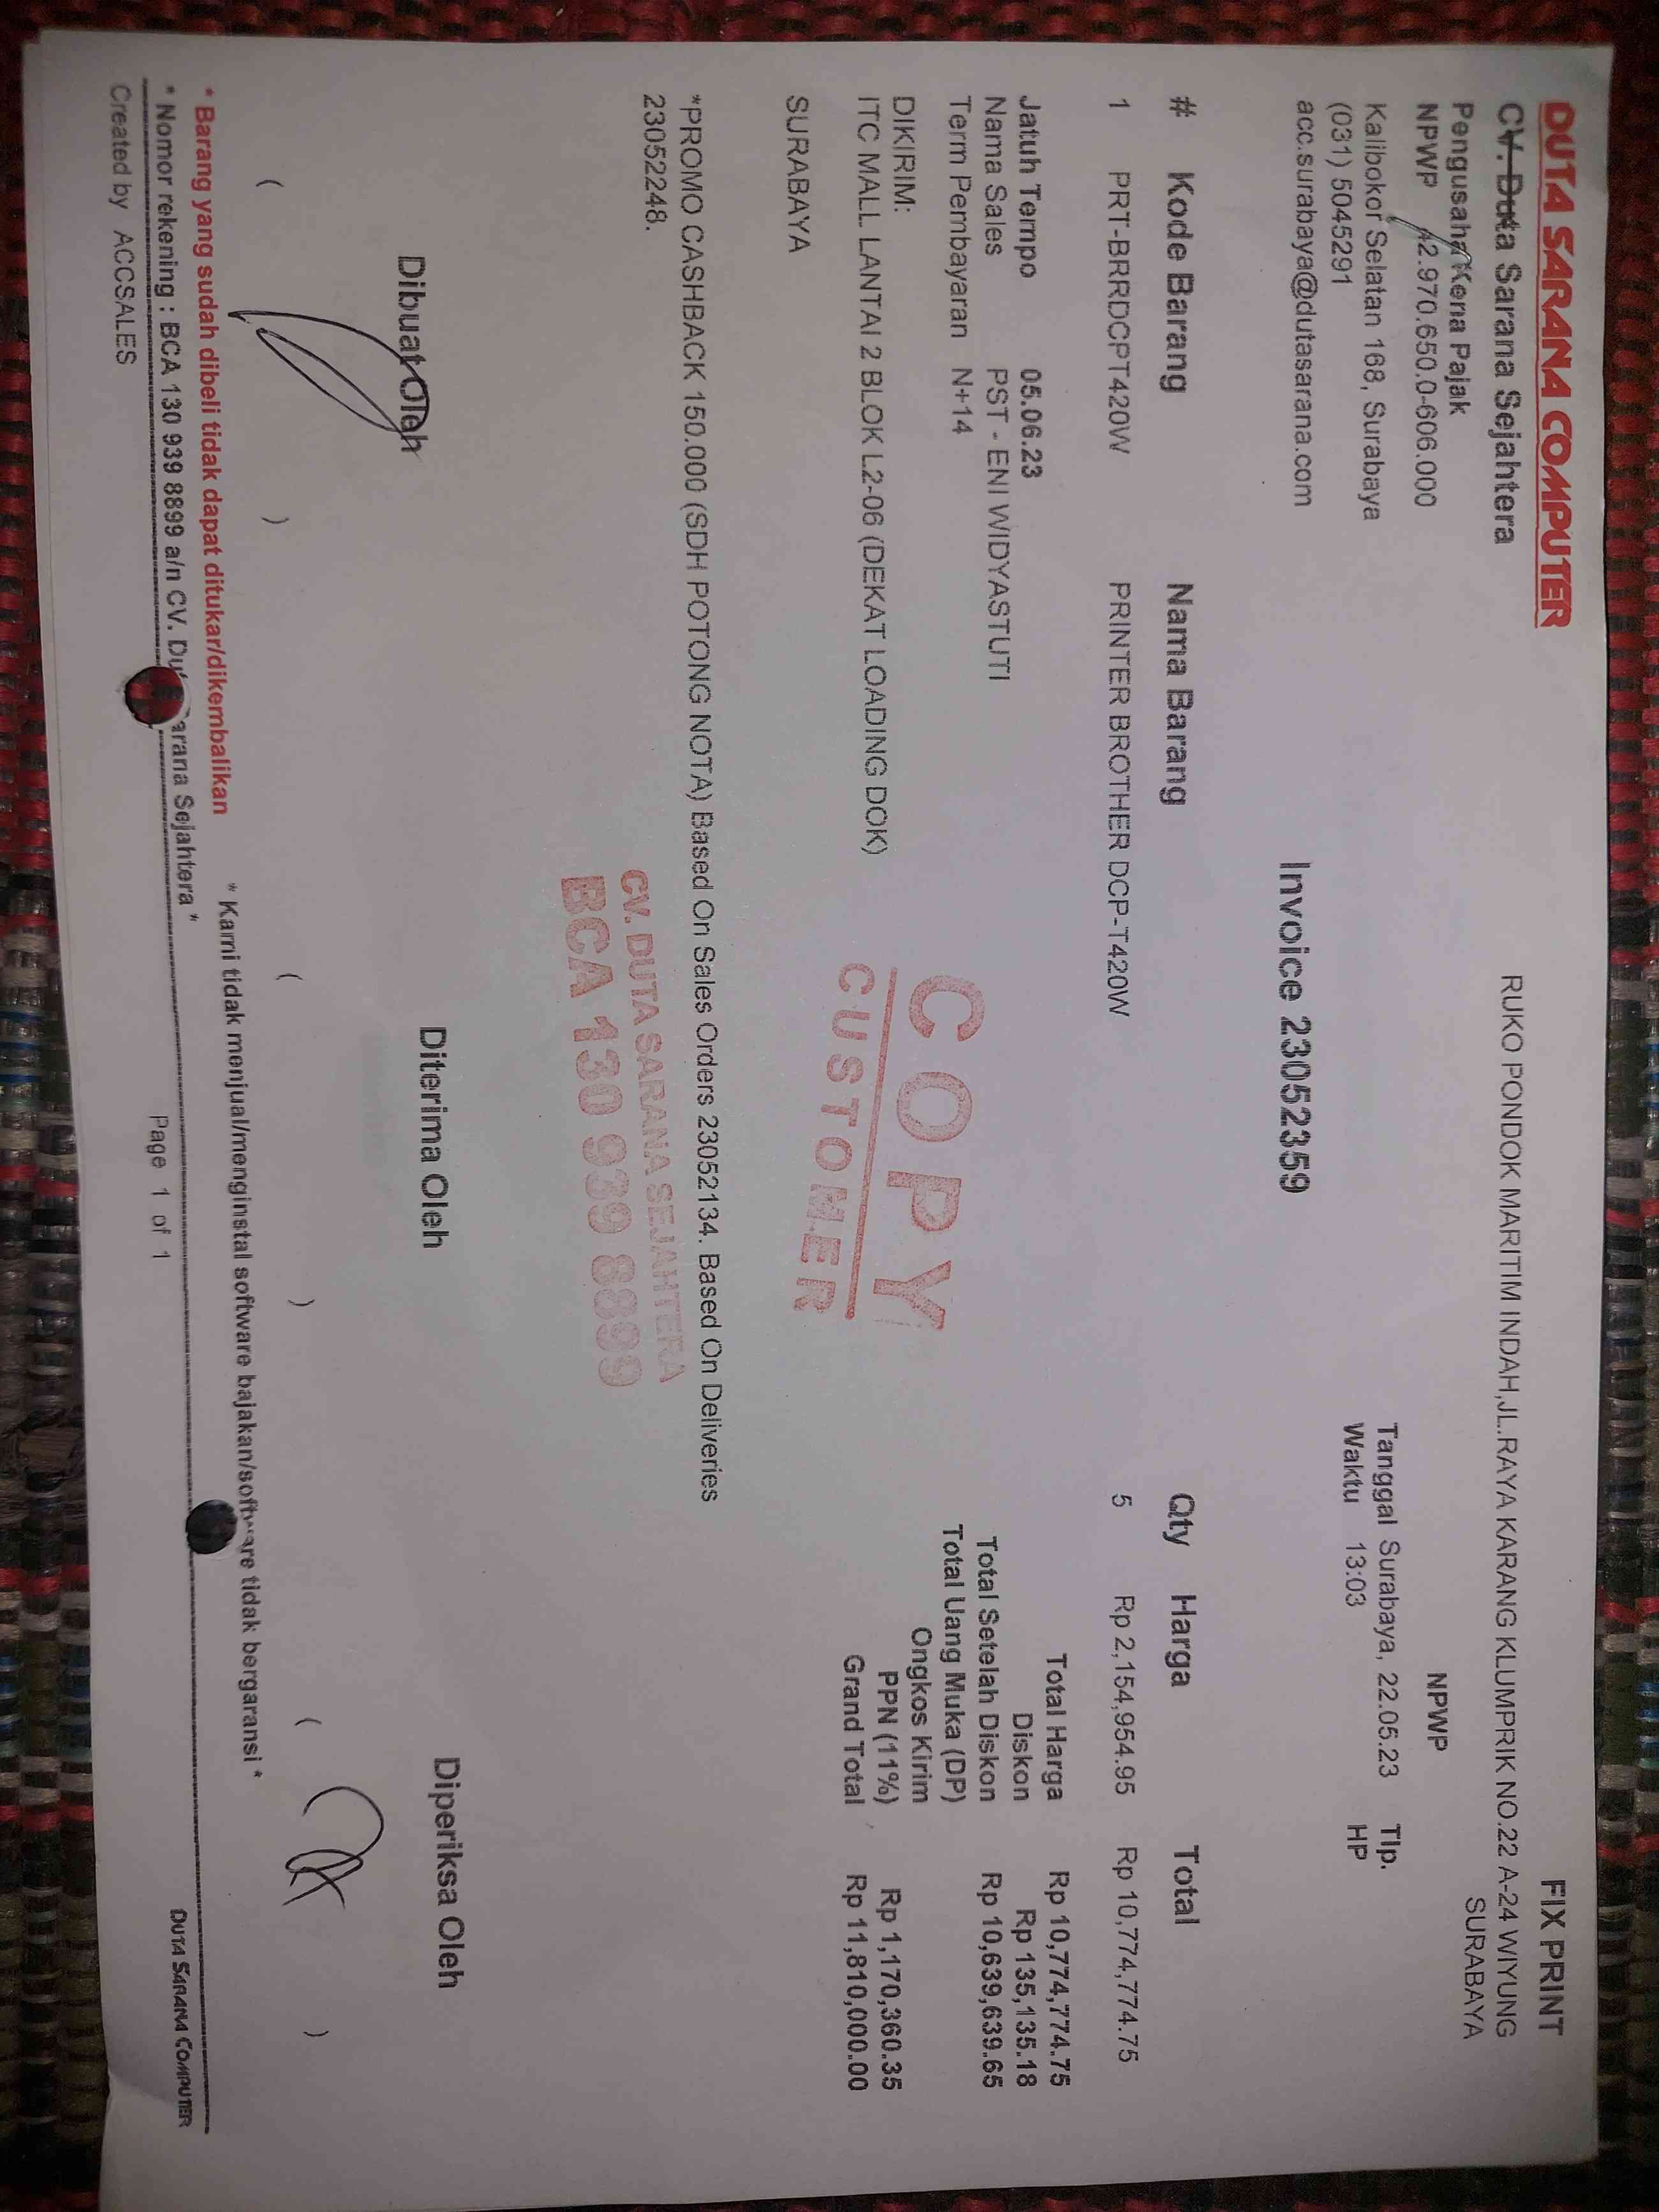 DUTA SARANA COMPUTER
CV. Duta Sarana Sejahtera
Pengusaha Kena Pajak
NPWP 42.970.650.0-606.000
Kalibokor Selatan 168, Surabaya
(031) 5045291
acc.surabaya@dutasarana.com
FIX PRINT
RUKO PONDOK MARITIM INDAH,JL.RAYA KARANG KLUMPRIK NO.22 A-24 WIYUNG
SURABAYA
NPWP
Tanggal Surabaya, 22.05.23 Tlp.
Waktu 13:03 HP
Invoice 23052359
# Kode Barang Nama Barang Qty Harga Total
1 PRT-BRRDCPT420W PRINTER BROTHER DCP-T420W 5 Rp 2,154,954.95 Rp 10,774,774.75
Jatuh Tempo 05.06.23
Nama Sales PST - ENI WIDYASTUTI
Term Pembayaran N+14
DIKIRIM:
ITC MALL LANTAI 2 BLOK L2-06 (DEKAT LOADING DOK)
SURABAYA
Total Harga Rp 10,774,774.75
Diskon Rp 135,135.18
Total Setelah Diskon Rp 10,639,639.65
Total Uang Muka (DP)
Ongkos Kirim
PPN (11%) Rp 1,170,360.35
Grand Total Rp 11,810,000.00
COPY
CUSTOMER
*PROMO CASHBACK 150.000 (SDH POTONG NOTA) Based On Sales Orders 23052134. Based On Deliveries
23052248.
CV. DUTA SARANA SEJAHTERA
BCA 130 939 8899
Dibuat Oleh Diterima Oleh Diperiksa Oleh
( ) ( ) ( )
* Barang yang sudah dibeli tidak dapat ditukar/dikembalikan * Kami tidak menjual/menginstal software bajakan/software tidak bergaransi *
* Nomor rekening : BCA 130 939 8899 a/n CV. Du arana Sejahtera *
Created by ACCSALES Page 1 of 1 DUTA SARANA COMPUTER